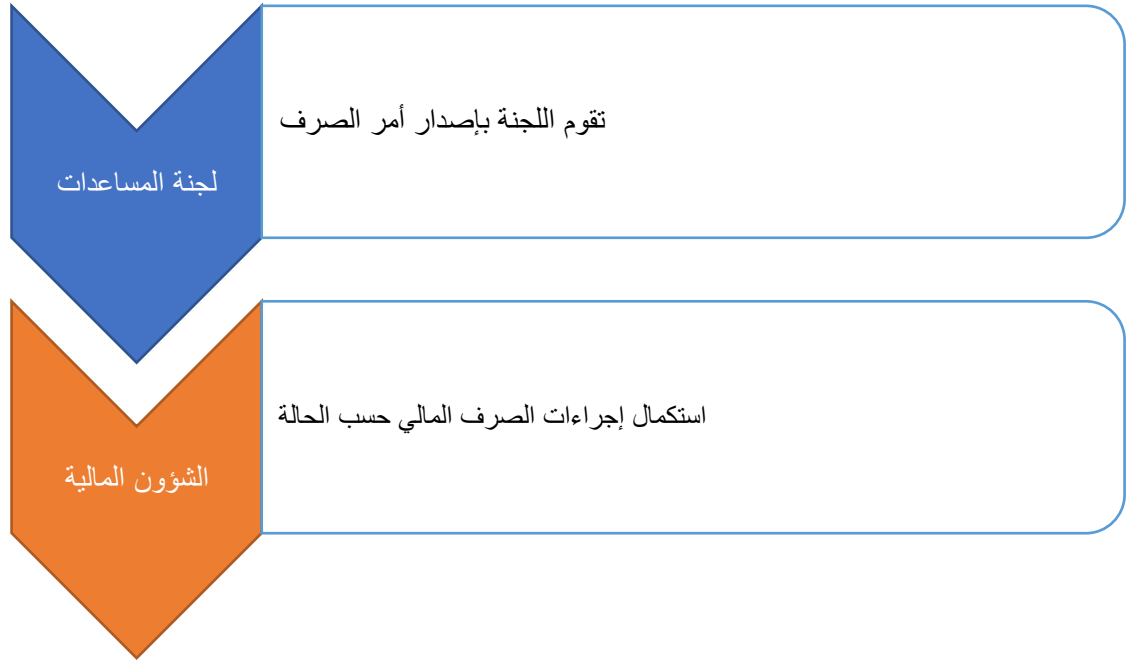 لجنة المساعدات
تقوم اللجنة بإصدار أمر الصرف
الشؤون المالية
استكمال إجراءات الصرف المالي حسب الحالة